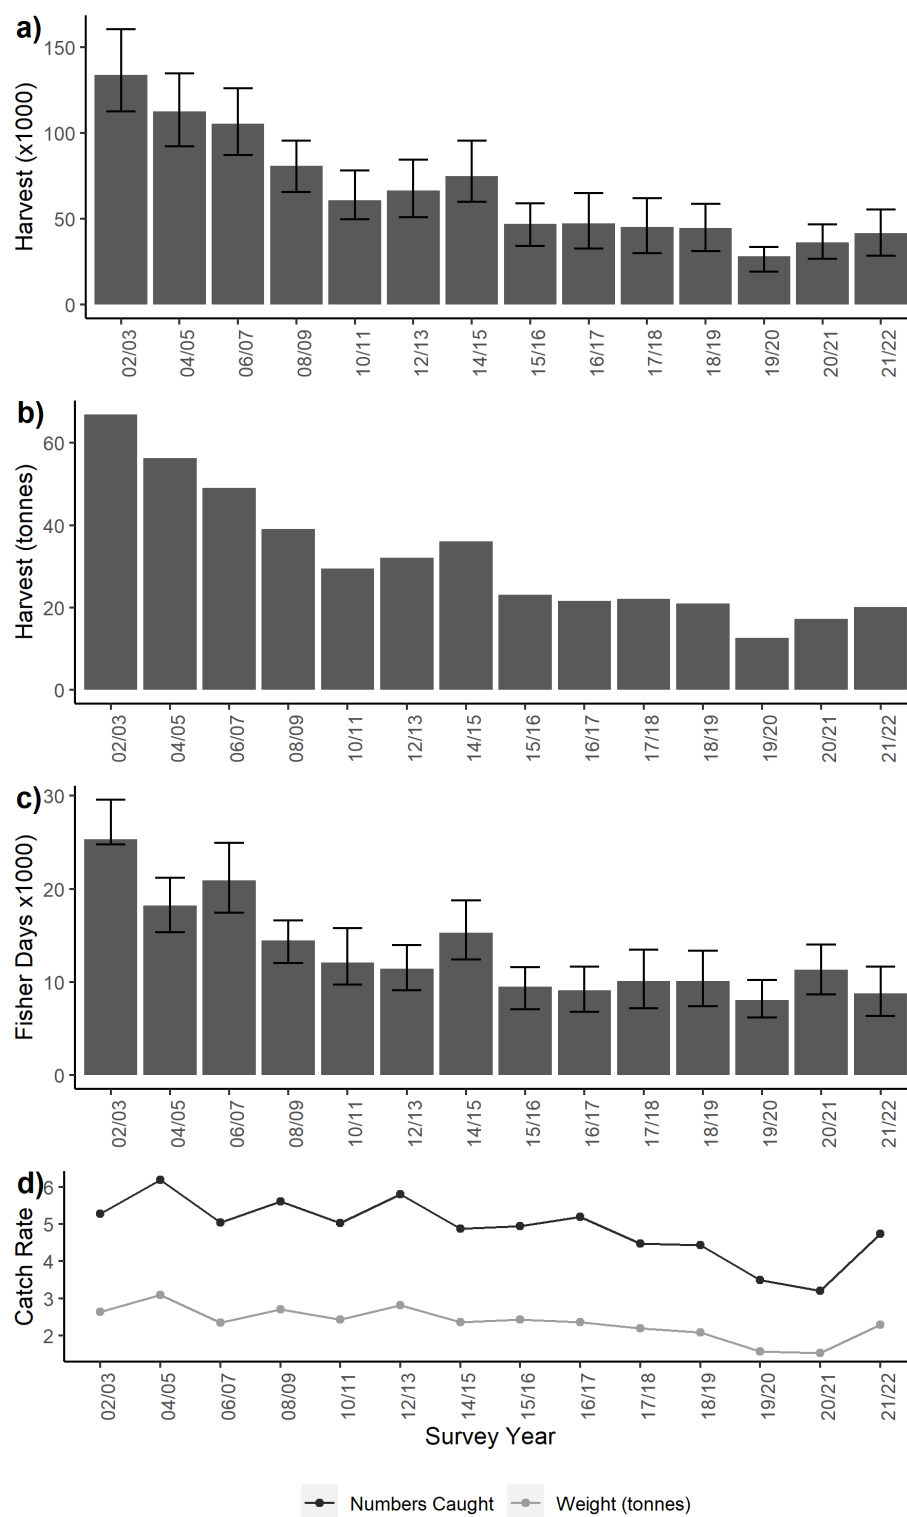 a)
Harvest (x1000)
150
100
50
0
02/03 04/05 06/07 08/09 10/11 12/13 14/15 15/16 16/17 17/18 18/19 19/20 20/21 21/22
b)
Harvest (tonnes)
60
40
20
0
02/03 04/05 06/07 08/09 10/11 12/13 14/15 15/16 16/17 17/18 18/19 19/20 20/21 21/22
c)
Fisher Days x1000)
30
20
10
0
02/03 04/05 06/07 08/09 10/11 12/13 14/15 15/16 16/17 17/18 18/19 19/20 20/21 21/22
d)
Catch Rate
6
5
4
3
2
02/03 04/05 06/07 08/09 10/11 12/13 14/15 15/16 16/17 17/18 18/19 19/20 20/21 21/22
Survey Year
Numbers Caught Weight (tonnes)